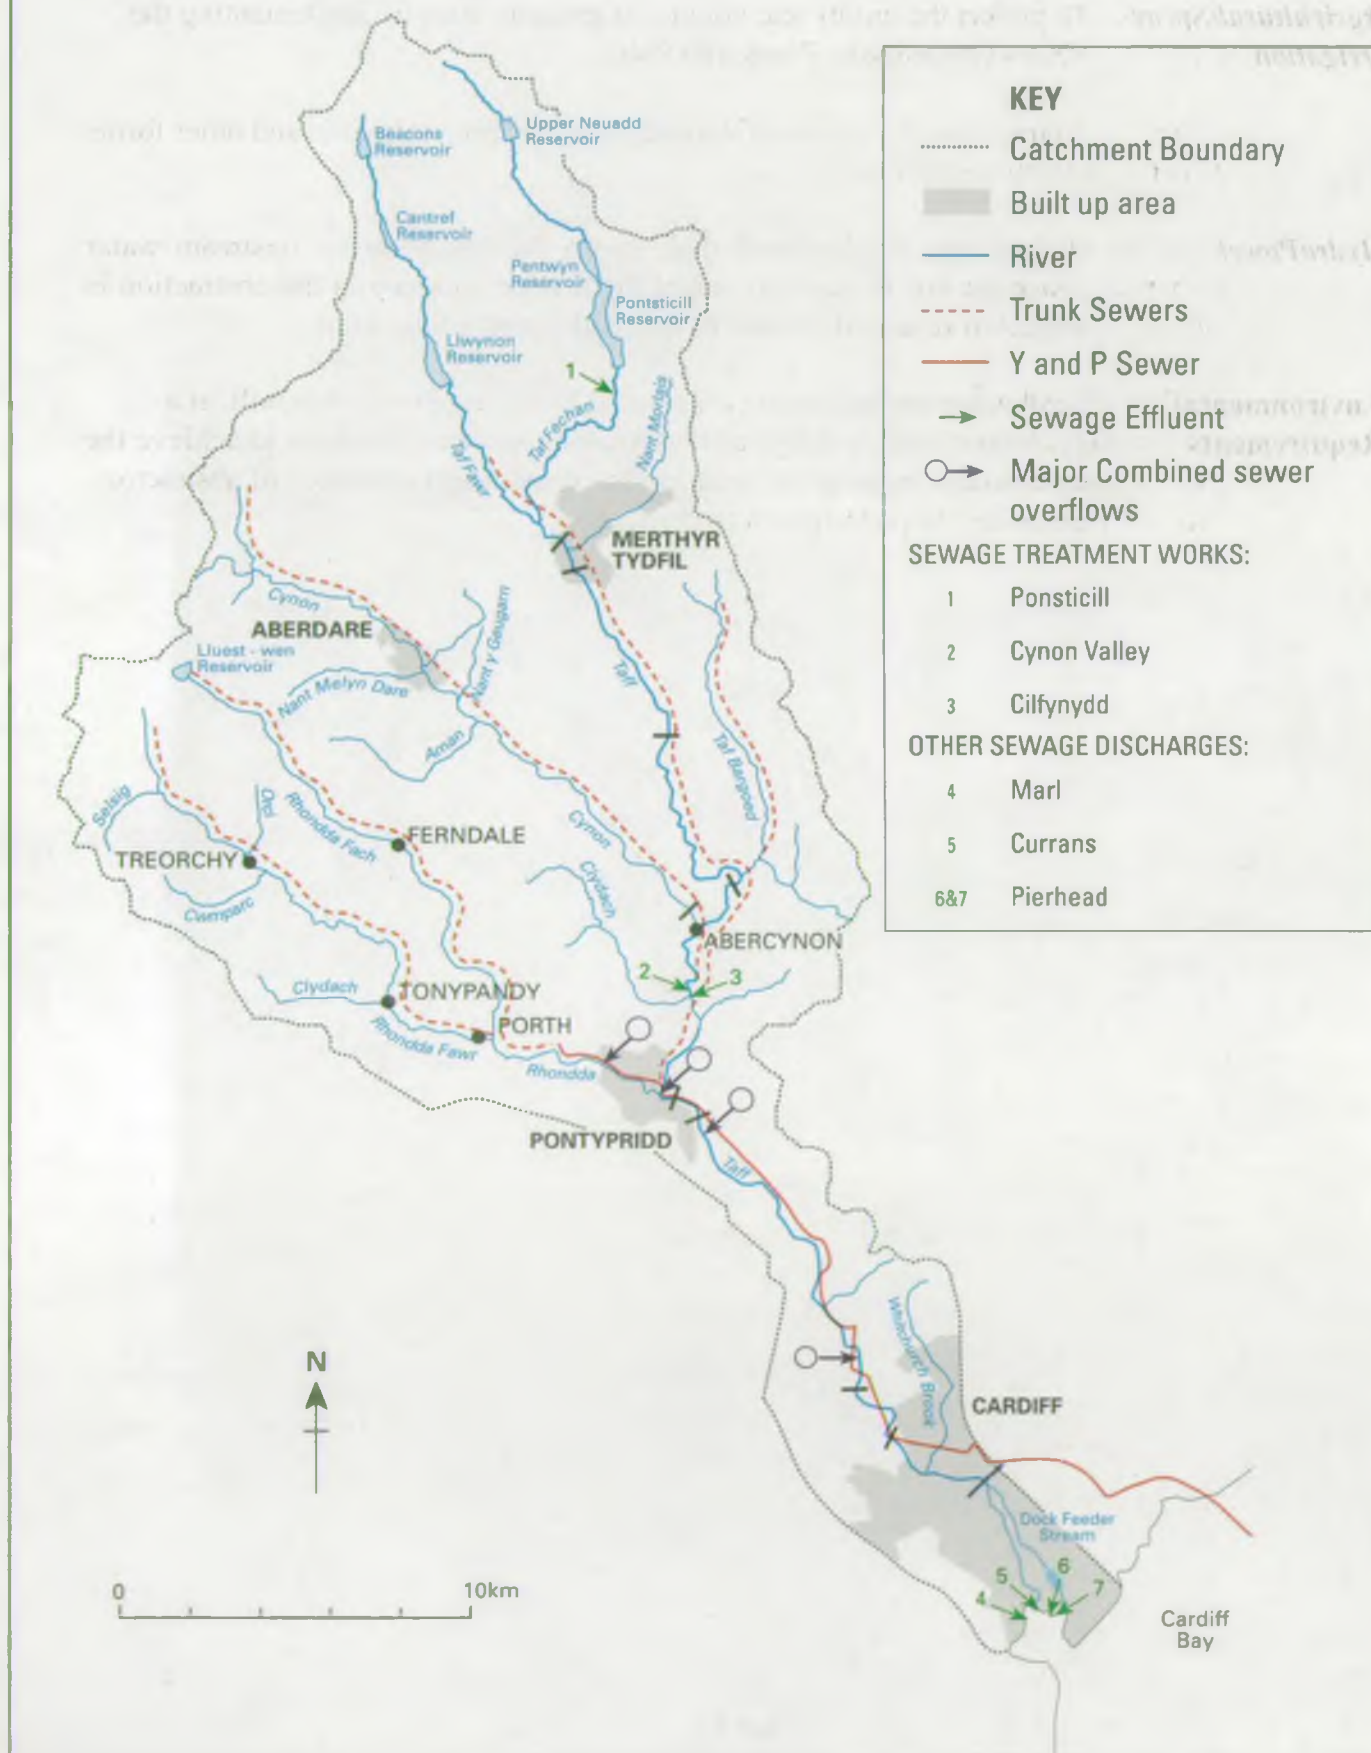 Beacons
Reservoir
Upper Neuadd
Reservoir
Cantref
Reservoir
Pentwyn
Reservoir
Pontsticill
Reservoir
Llwynon
Reservoir
1
Taf Fechan
Nant Morlais
Taf Fawr
MERTHYR
TYDFIL
Cynon
ABERDARE
Nant y Geugarn
Lluest - wen
Reservoir
Nant Melyn Dare
Taff
Aman
Taf Bargoed
Selsig
Orci
Rhondda Fach
Cynon
FERNDALE
TREORCHY
Clydach
Cwmparc
ABERCYNON
2
3
Clydach
TONYPANDY
PORTH
Rhondda Fawr
Rhondda
PONTYPRIDD
Taff
Whitchurch Brook
N
CARDIFF
Dock Feeder
Stream
6
5
7
4
0
10km
Cardiff
Bay
KEY
Catchment Boundary
Built up area
River
Trunk Sewers
Y and P Sewer
Sewage Effluent
Major Combined sewer
overflows
SEWAGE TREATMENT WORKS:
1 Ponsticill
2 Cynon Valley
3 Cilfynydd
OTHER SEWAGE DISCHARGES:
4 Marl
5 Currans
6&7 Pierhead